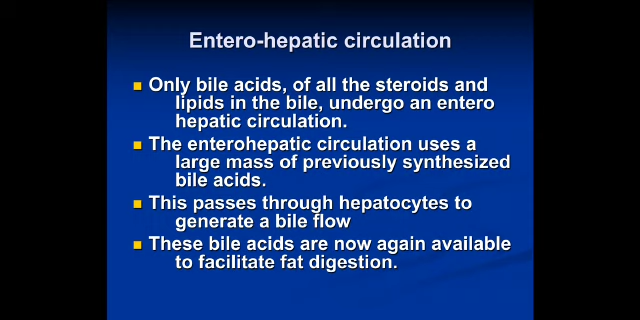 Entero-hepatic circulation
Only bile acids, of all the steroids and
lipids in the bile, undergo an entero
hepatic circulation.
The enterohepatic circulation uses a
large mass of previously synthesized
bile acids.
This passes through hepatocytes to
generate a bile flow
These bile acids are now again available
to facilitate fat digestion.